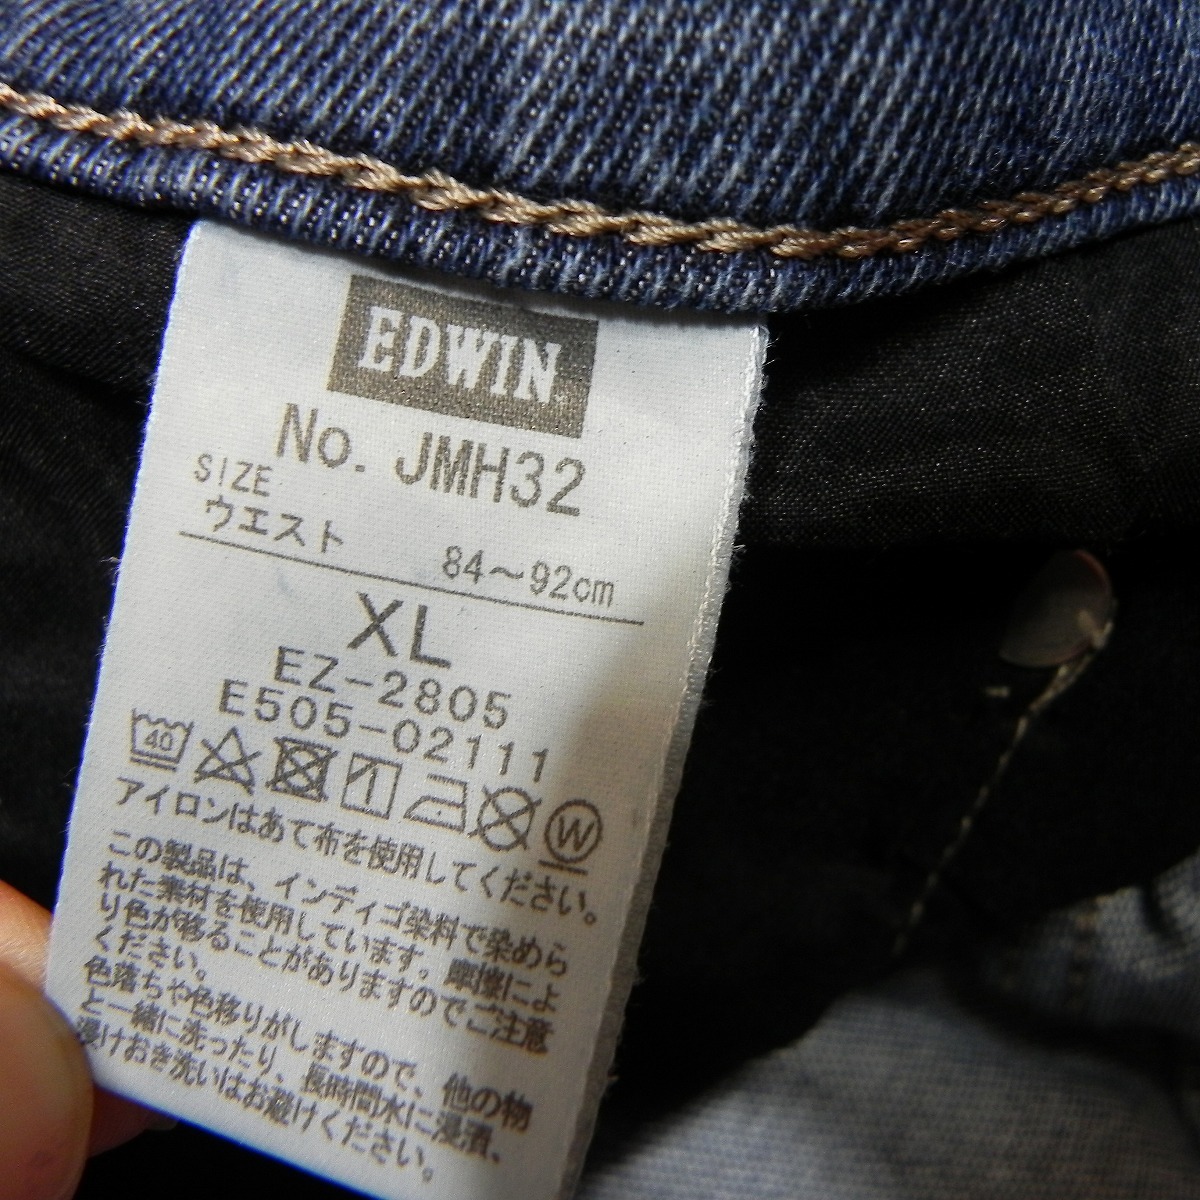 EDWIN
No. JMH32
SIZE
ウエスト 84～92cm
XL
EZ-2805
E505-02111
40 W
アイロンはあて布を使用してください。
この製品は、インディゴ染料で染めら
れた素材を使用しています。摩擦によ
り色が移ることがありますのでご注意
ください。
色落ちや色移りがしますので、他の物
と一緒に洗ったり、長時間水に浸漬、
浸けおき洗いはお避けください。